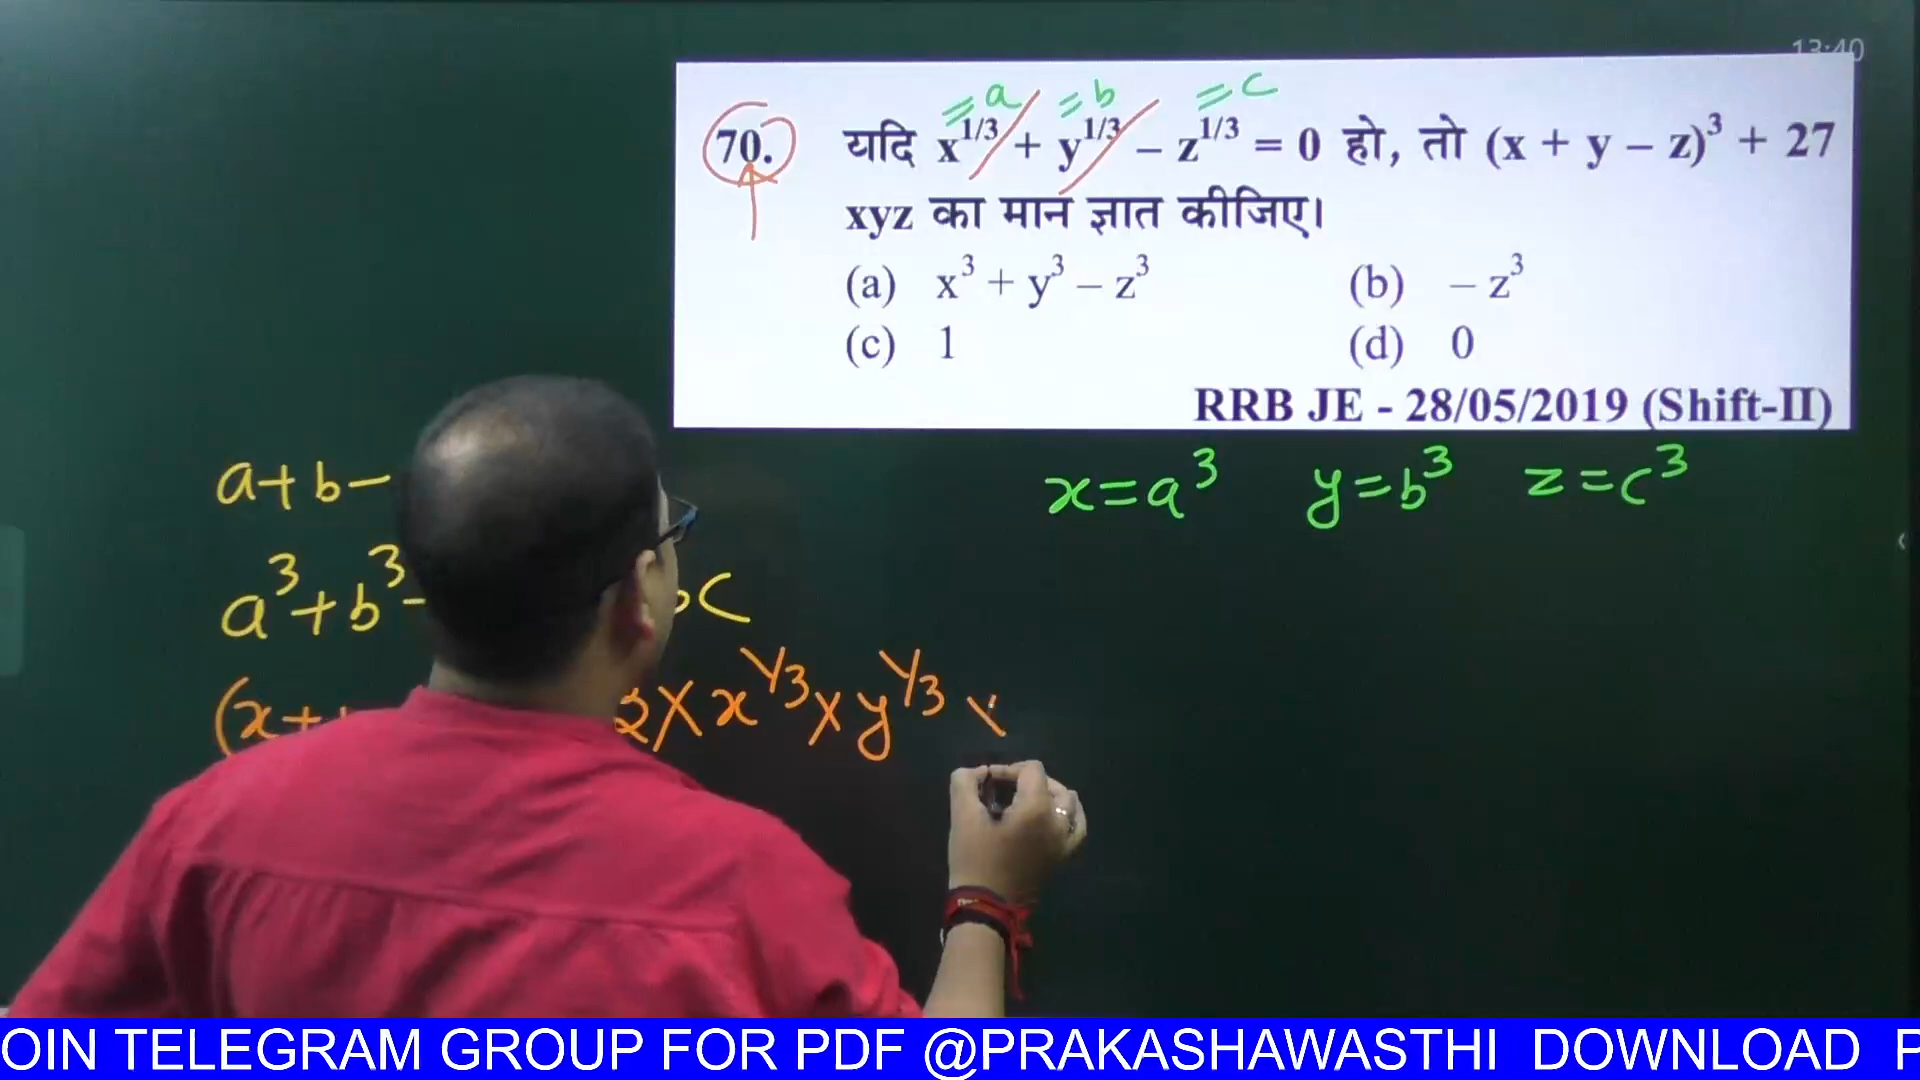 13:40
= a = b = c
70. यदि x^1/3 + y^1/3 – z^1/3 = 0 हो, तो (x + y – z)^3 + 27
xyz का मान ज्ञात कीजिए।
(a) x^3 + y^3 – z^3 (b) – z^3
(c) 1 (d) 0
RRB JE - 28/05/2019 (Shift-II)
x = a^3 y = b^3 z = c^3
a + b –
a^3 + b^3 – c
(x + × x^1/3 × y^1/3 ×
OIN TELEGRAM GROUP FOR PDF @PRAKASHAWASTHI DOWNLOAD P